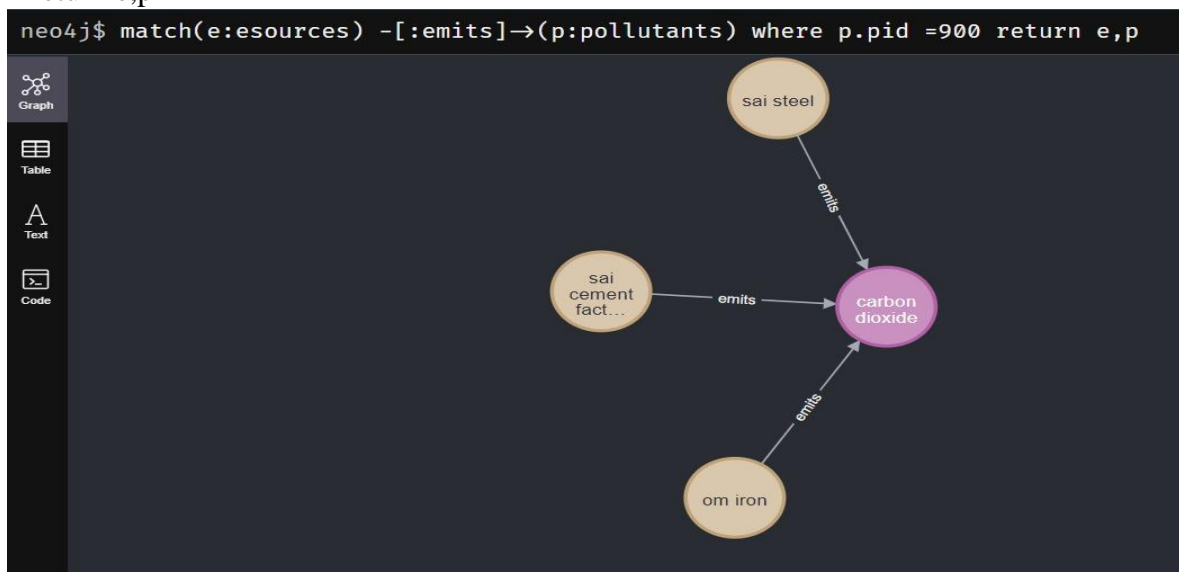 neo4j$ match(e:esources) -[:emits]→(p:pollutants) where p.pid =900 return e,p
Graph
Table
A
Text
Code
sai steel
emits
sai
cement
fact...
emits
carbon
dioxide
emits
om iron